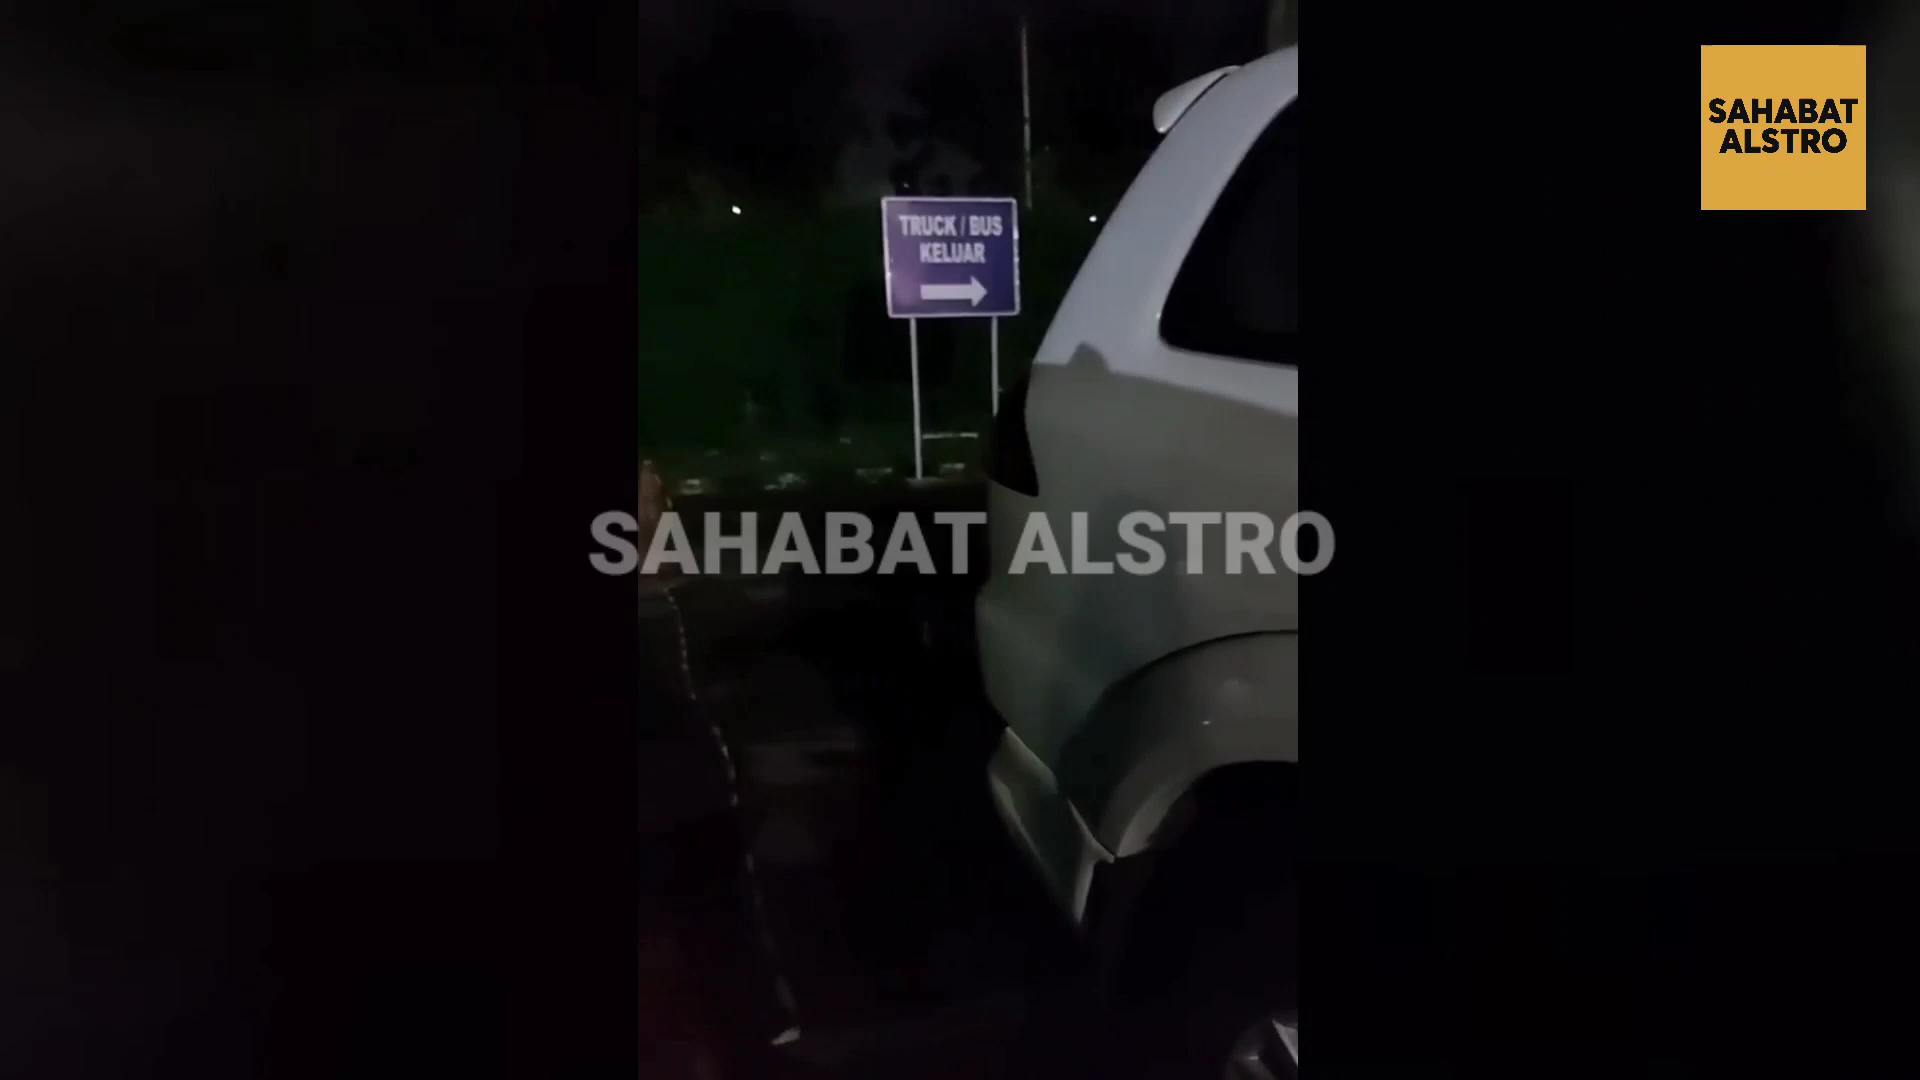 SAHABAT
ALSTRO
TRUCK / BUS
KELUAR
SAHABAT ALSTRO